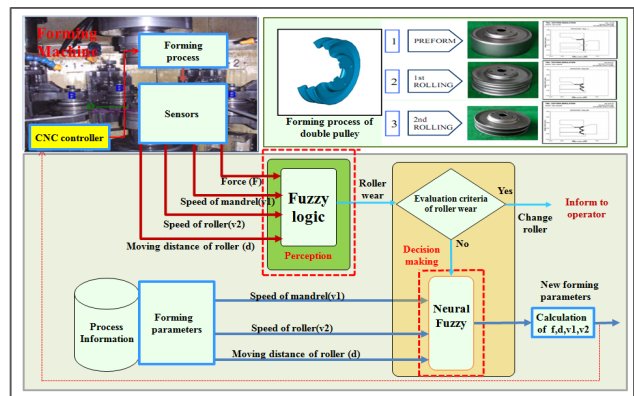 Forming
Machine
Forming
process
Sensors
CNC controller
Forming process of
double pulley
1
PREFORM
2
1st
ROLLING
3
2nd
ROLLING
Force (F)
Speed of mandrel(v1)
Speed of roller(v2)
Moving distance of roller (d)
Fuzzy
logic
Perception
Roller
wear
Evaluation criteria
of roller wear
Yes
Change
roller
Inform to
operator
No
Decision
making
Process
Information
Forming
parameters
Speed of mandrel(v1)
Speed of roller(v2)
Moving distance of roller (d)
Neural
Fuzzy
New forming
parameters
Calculation
of f,d,v1,v2